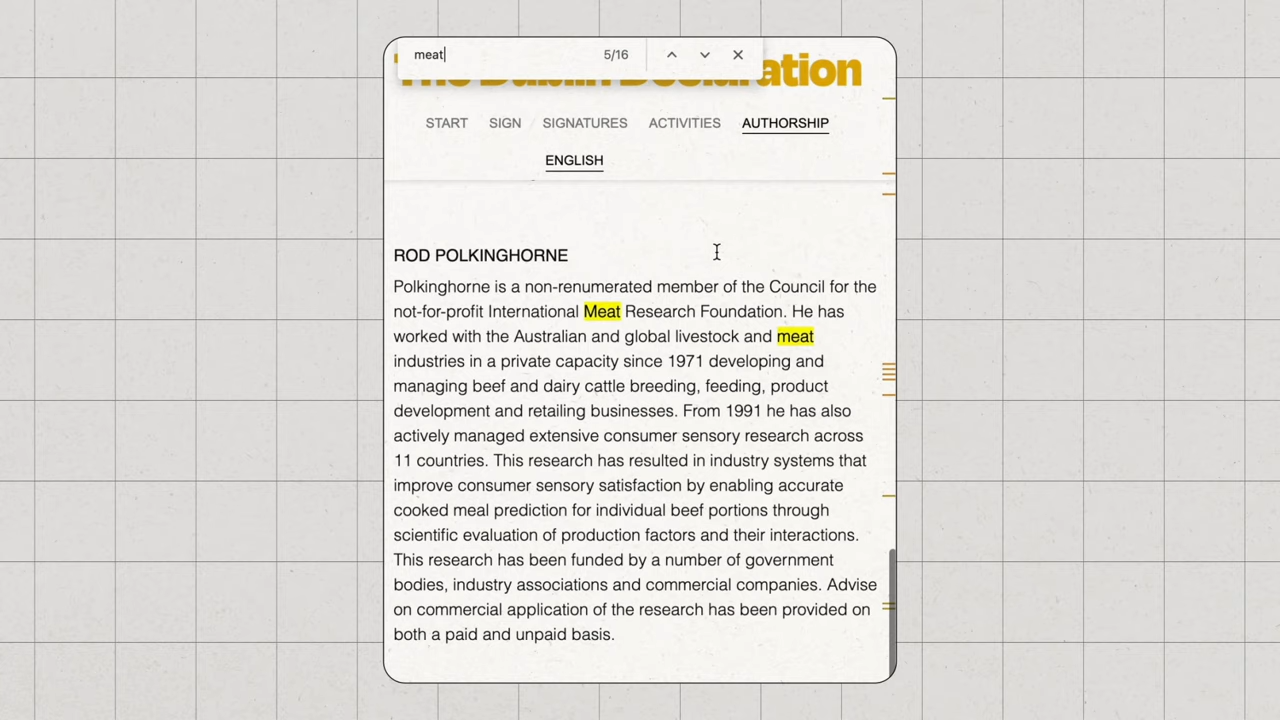 meat 5/16
The Dublin Declaration
START SIGN SIGNATURES ACTIVITIES AUTHORSHIP
ENGLISH
ROD POLKINGHORNE
Polkinghorne is a non-renumerated member of the Council for the
not-for-profit International Meat Research Foundation. He has
worked with the Australian and global livestock and meat
industries in a private capacity since 1971 developing and
managing beef and dairy cattle breeding, feeding, product
development and retailing businesses. From 1991 he has also
actively managed extensive consumer sensory research across
11 countries. This research has resulted in industry systems that
improve consumer sensory satisfaction by enabling accurate
cooked meal prediction for individual beef portions through
scientific evaluation of production factors and their interactions.
This research has been funded by a number of government
bodies, industry associations and commercial companies. Advise
on commercial application of the research has been provided on
both a paid and unpaid basis.